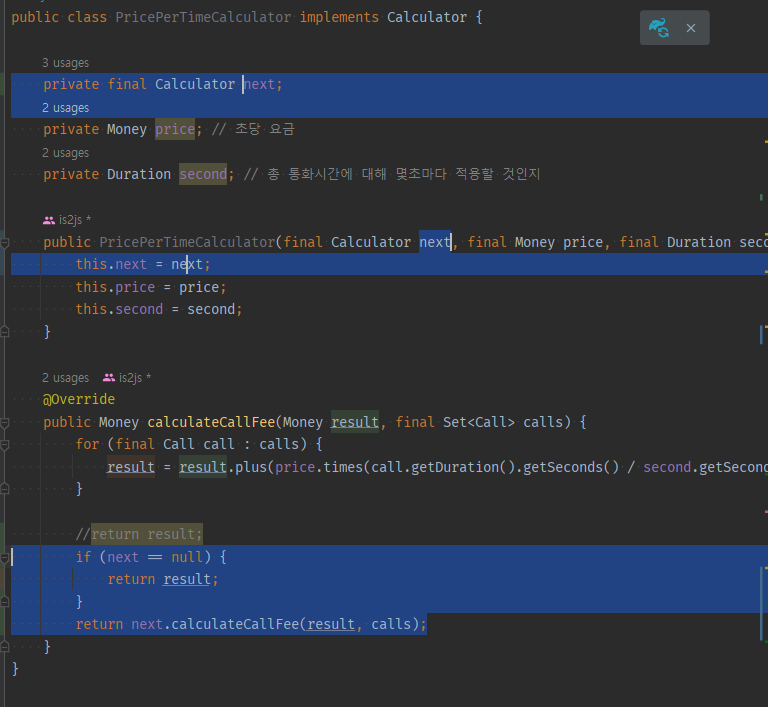 public class PricePerTimeCalculator implements Calculator {
3 usages
private final Calculator next;
2 usages
private Money price; // 초당 요금
2 usages
private Duration second; // 총 통화시간에 대해 몇초마다 적용할 것인지
is2js *
public PricePerTimeCalculator(final Calculator next, final Money price, final Duration seco
this.next = next;
this.price = price;
this.second = second;
}
2 usages is2js *
@Override
public Money calculateCallFee(Money result, final Set<Call> calls) {
for (final Call call : calls) {
result = result.plus(price.times(call.getDuration().getSeconds() / second.getSecond
}
//return result;
if (next == null) {
return result;
}
return next.calculateCallFee(result, calls);
}
}